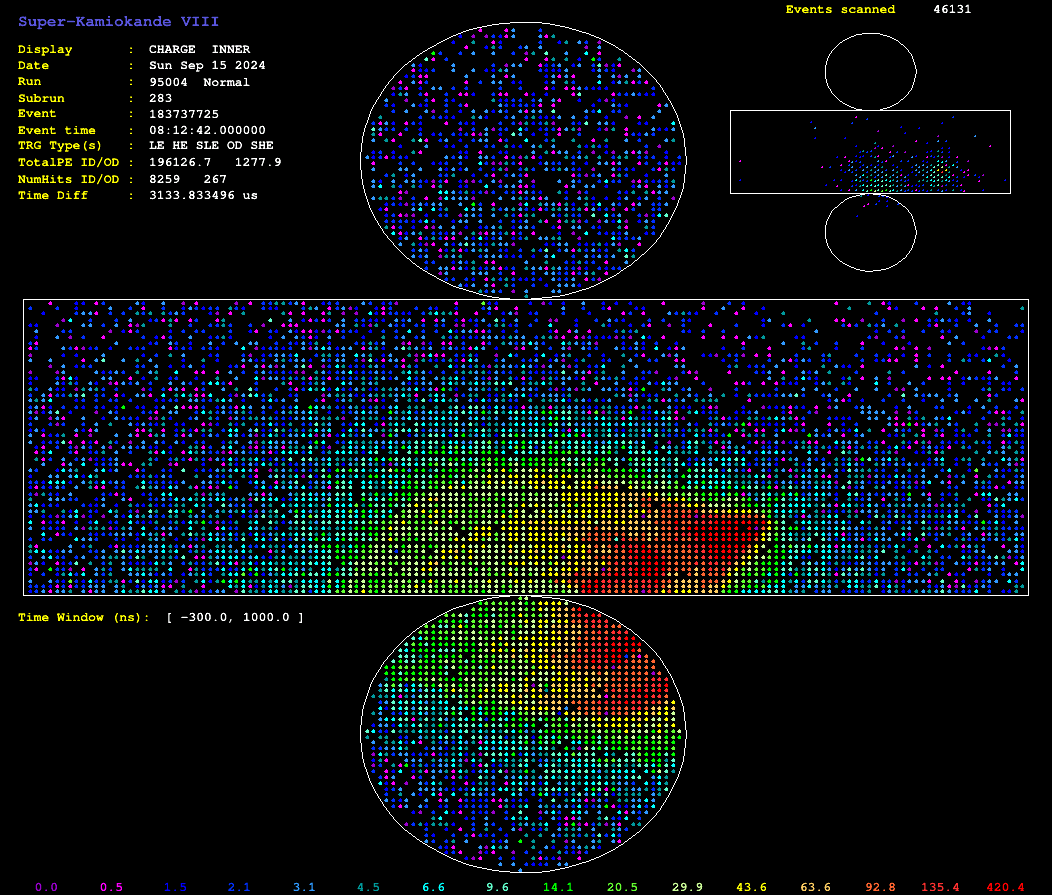 Super-Kamiokande VIII
Display : CHARGE INNER
Date : Sun Sep 15 2024
Run : 95004 Normal
Subrun : 283
Event : 183737725
Event time : 08:12:42.000000
TRG Type(s) : LE HE SLE OD SHE
TotalPE ID/OD : 196126.7 1277.9
NumHits ID/OD : 8259 267
Time Diff : 3133.833496 us
Events scanned 46131
Time Window (ns): [ -300.0, 1000.0 ]
0.0 0.5 1.5 2.1 3.1 4.5 6.6 9.6 14.1 20.5 29.9 43.6 63.6 92.8 135.4 420.4